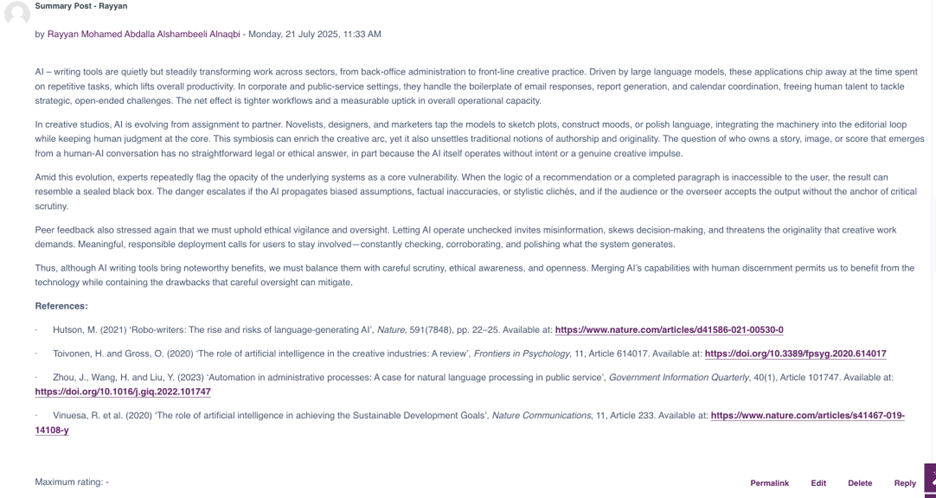 Summary Post - Rayyan
by Rayyan Mohamed Abdalla Alshambeeli Alnaqbi - Monday, 21 July 2025, 11:33 AM
AI – writing tools are quietly but steadily transforming work across sectors, from back-office administration to front-line creative practice. Driven by large language models, these applications chip away at the time spent
on repetitive tasks, which lifts overall productivity. In corporate and public-service settings, they handle the boilerplate of email responses, report generation, and calendar coordination, freeing human talent to tackle
strategic, open-ended challenges. The net effect is tighter workflows and a measurable uptick in overall operational capacity.
In creative studios, AI is evolving from assignment to partner. Novelists, designers, and marketers tap the models to sketch plots, construct moods, or polish language, integrating the machinery into the editorial loop
while keeping human judgment at the core. This symbiosis can enrich the creative arc, yet it also unsettles traditional notions of authorship and originality. The question of who owns a story, image, or score that emerges
from a human-AI conversation has no straightforward legal or ethical answer, in part because the AI itself operates without intent or a genuine creative impulse.
Amid this evolution, experts repeatedly flag the opacity of the underlying systems as a core vulnerability. When the logic of a recommendation or a completed paragraph is inaccessible to the user, the result can
resemble a sealed black box. The danger escalates if the AI propagates biased assumptions, factual inaccuracies, or stylistic clichés, and if the audience or the overseer accepts the output without the anchor of critical
scrutiny.
Peer feedback also stressed again that we must uphold ethical vigilance and oversight. Letting AI operate unchecked invites misinformation, skews decision-making, and threatens the originality that creative work
demands. Meaningful, responsible deployment calls for users to stay involved—constantly checking, corroborating, and polishing what the system generates.
Thus, although AI writing tools bring noteworthy benefits, we must balance them with careful scrutiny, ethical awareness, and openness. Merging AI's capabilities with human discernment permits us to benefit from the
technology while containing the drawbacks that careful oversight can mitigate.
References:
· Hutson, M. (2021) 'Robo-writers: The rise and risks of language-generating AI', Nature, 591(7848), pp. 22–25. Available at: https://www.nature.com/articles/d41586-021-00530-0
· Toivonen, H. and Gross, O. (2020) 'The role of artificial intelligence in the creative industries: A review', Frontiers in Psychology, 11, Article 614017. Available at: https://doi.org/10.3389/fpsyg.2020.614017
· Zhou, J., Wang, H. and Liu, Y. (2023) 'Automation in administrative processes: A case for natural language processing in public service', Government Information Quarterly, 40(1), Article 101747. Available at:
https://doi.org/10.1016/j.giq.2022.101747
· Vinuesa, R. et al. (2020) 'The role of artificial intelligence in achieving the Sustainable Development Goals', Nature Communications, 11, Article 233. Available at: https://www.nature.com/articles/s41467-019-
14108-y
Maximum rating: -
Permalink Edit Delete Reply